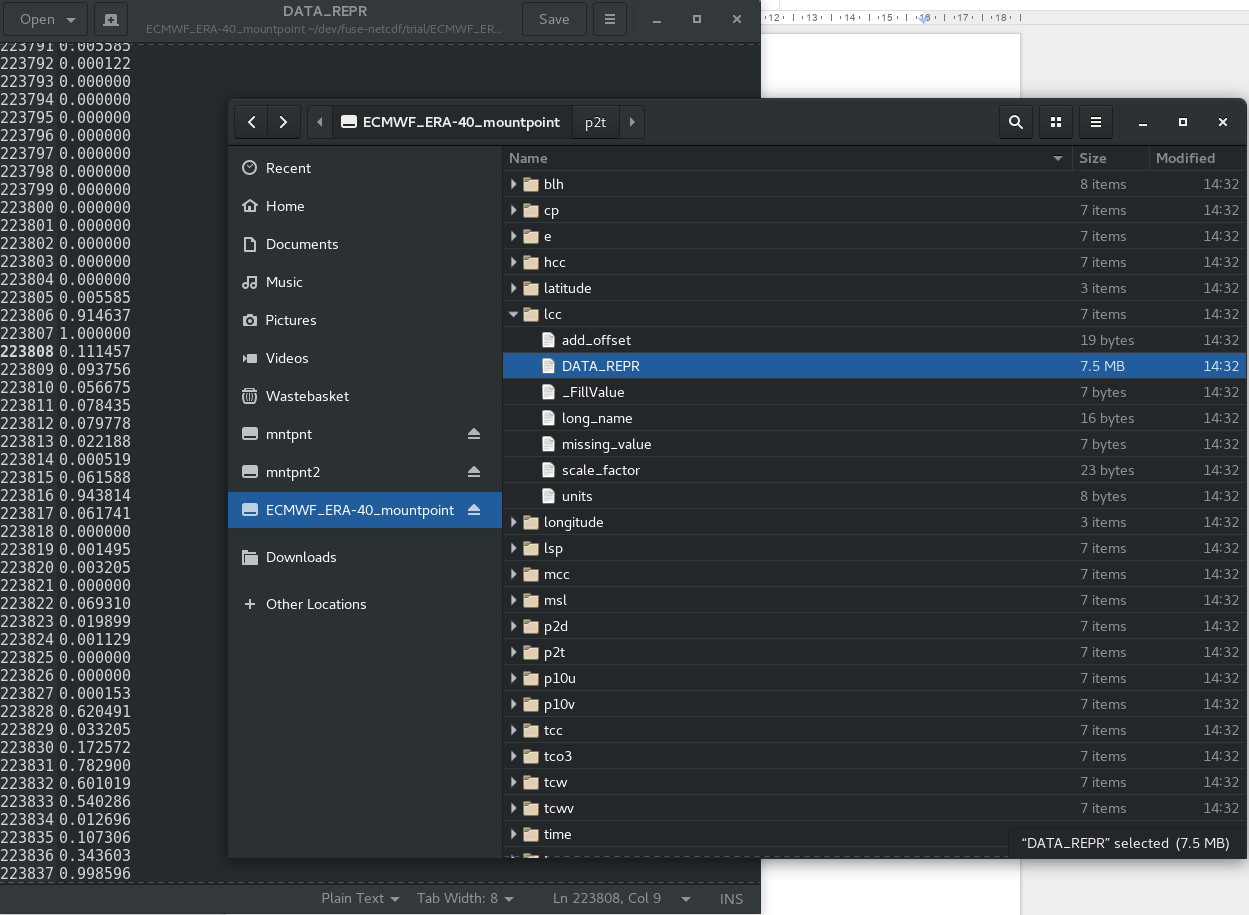 Open
DATA_REPR
ECMWF_ERA-40_mountpoint ~/dev/fuse-netcdf/trial/ECMWF_ER...
Save
12 13 14 15 16 17 18
223791 0.005585
223792 0.000122
223793 0.000000
223794 0.000000
223795 0.000000
223796 0.000000
223797 0.000000
223798 0.000000
223799 0.000000
223800 0.000000
223801 0.000000
223802 0.000000
223803 0.000000
223804 0.000000
223805 0.005585
223806 0.914637
223807 1.000000
223808 0.111457
223809 0.093756
223810 0.056675
223811 0.078435
223812 0.079778
223813 0.022188
223814 0.000519
223815 0.061588
223816 0.943814
223817 0.061741
223818 0.000000
223819 0.001495
223820 0.003205
223821 0.000000
223822 0.069310
223823 0.019899
223824 0.001129
223825 0.000000
223826 0.000000
223827 0.000153
223828 0.620491
223829 0.033205
223830 0.172572
223831 0.782900
223832 0.601019
223833 0.540286
223834 0.012696
223835 0.107306
223836 0.343603
223837 0.998596
Plain Text Tab Width: 8 Ln 223808, Col 9 INS
ECMWF_ERA-40_mountpoint p2t
Recent
Home
Documents
Music
Pictures
Videos
Wastebasket
mntpnt
mntpnt2
ECMWF_ERA-40_mountpoint
Downloads
+ Other Locations
Name Size Modified
blh 8 items 14:32
cp 7 items 14:32
e 7 items 14:32
hcc 7 items 14:32
latitude 3 items 14:32
lcc 7 items 14:32
add_offset 19 bytes 14:32
DATA_REPR 7.5 MB 14:32
_FillValue 7 bytes 14:32
long_name 16 bytes 14:32
missing_value 7 bytes 14:32
scale_factor 23 bytes 14:32
units 8 bytes 14:32
longitude 3 items 14:32
lsp 7 items 14:32
mcc 7 items 14:32
msl 7 items 14:32
p2d 7 items 14:32
p2t 7 items 14:32
p10u 7 items 14:32
p10v 7 items 14:32
tcc 7 items 14:32
tco3 7 items 14:32
tcw 7 items 14:32
tcwv 7 items 14:32
time
“DATA_REPR” selected (7.5 MB)